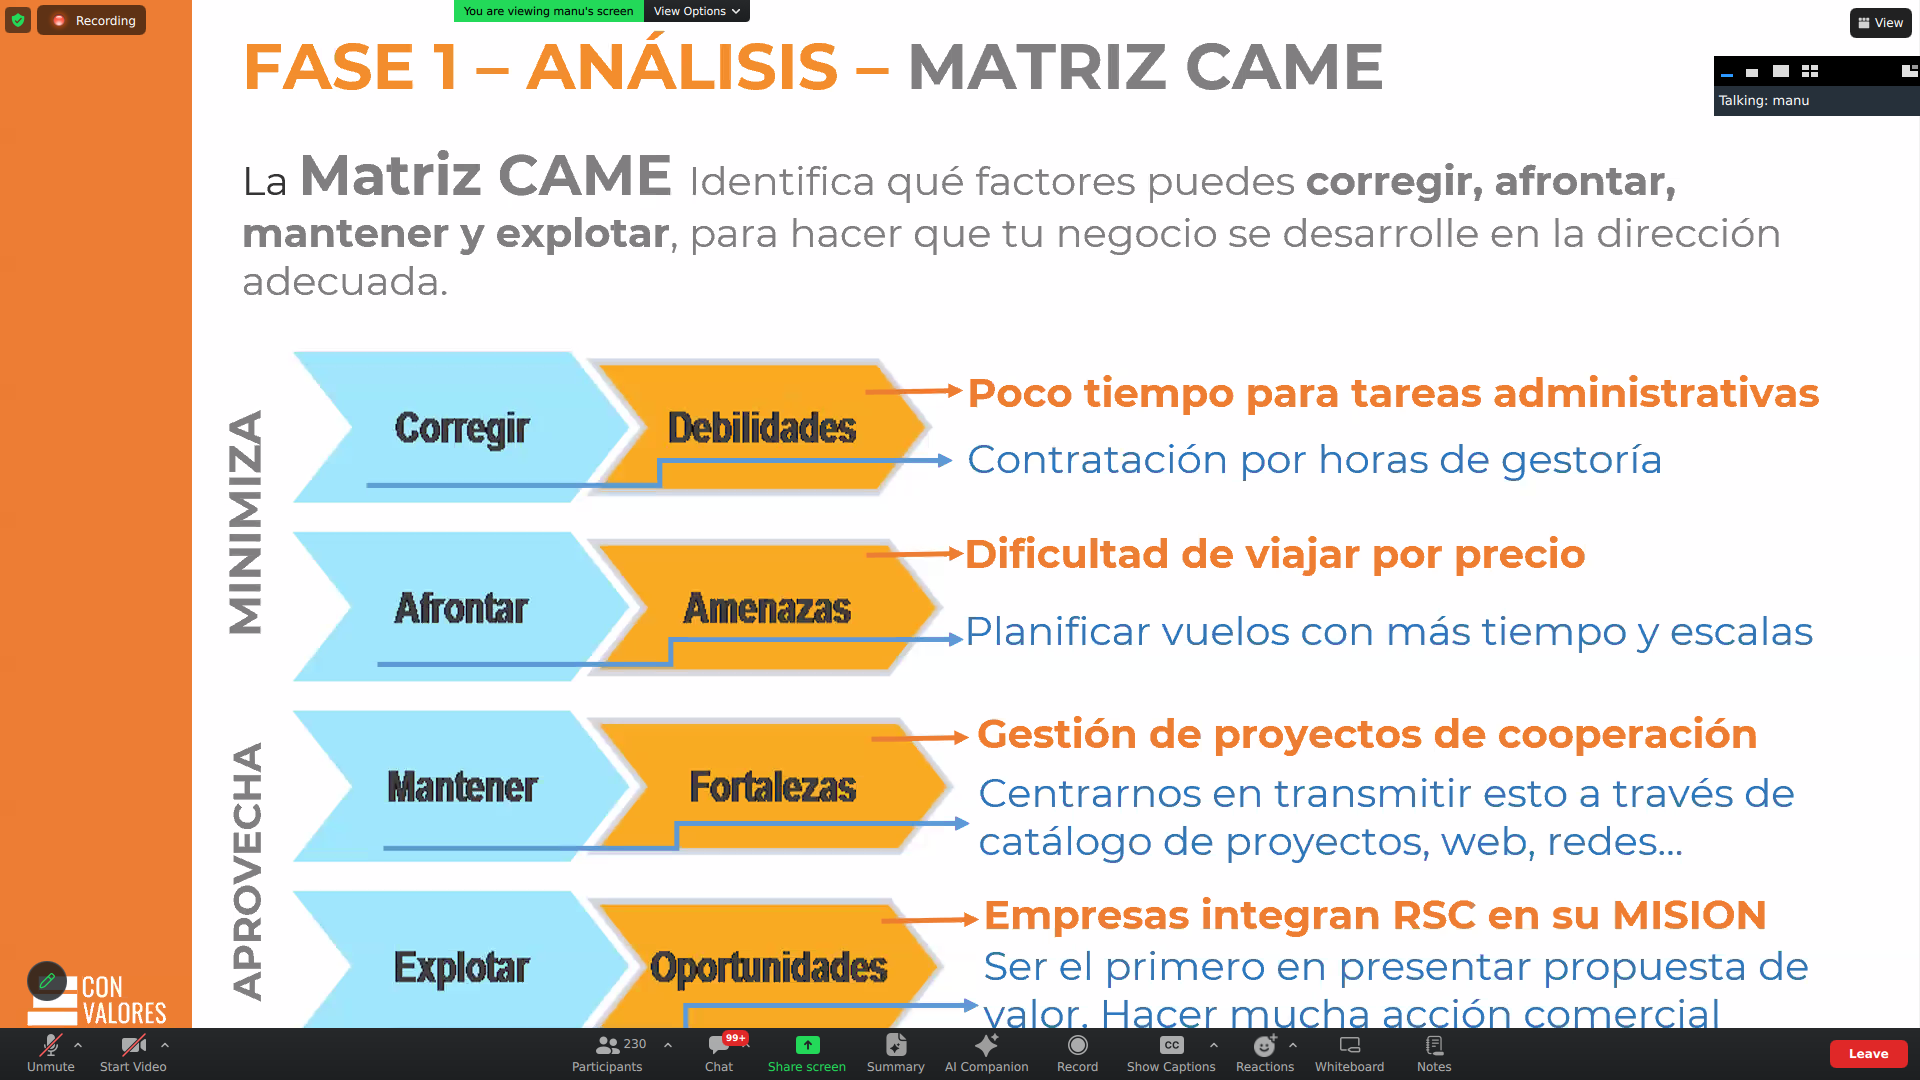 Recording
You are viewing manu's screen
View Options
View
Talking: manu
FASE 1 – ANÁLISIS – MATRIZ CAME
La Matriz CAME Identifica qué factores puedes corregir, afrontar,
mantener y explotar, para hacer que tu negocio se desarrolle en la dirección
adecuada.
MINIMIZA
Corregir
Debilidades
Poco tiempo para tareas administrativas
Contratación por horas de gestoría
Afrontar
Amenazas
Dificultad de viajar por precio
Planificar vuelos con más tiempo y escalas
APROVECHA
Mantener
Fortalezas
Gestión de proyectos de cooperación
Centrarnos en transmitir esto a través de
catálogo de proyectos, web, redes...
Explotar
Oportunidades
Empresas integran RSC en su MISION
Ser el primero en presentar propuesta de
valor. Hacer mucha acción comercial
CON
VALORES
Unmute
Start Video
230
Participants
99+
Chat
Share screen
Summary
AI Companion
Record
CC
Show Captions
Reactions
Whiteboard
Notes
Leave